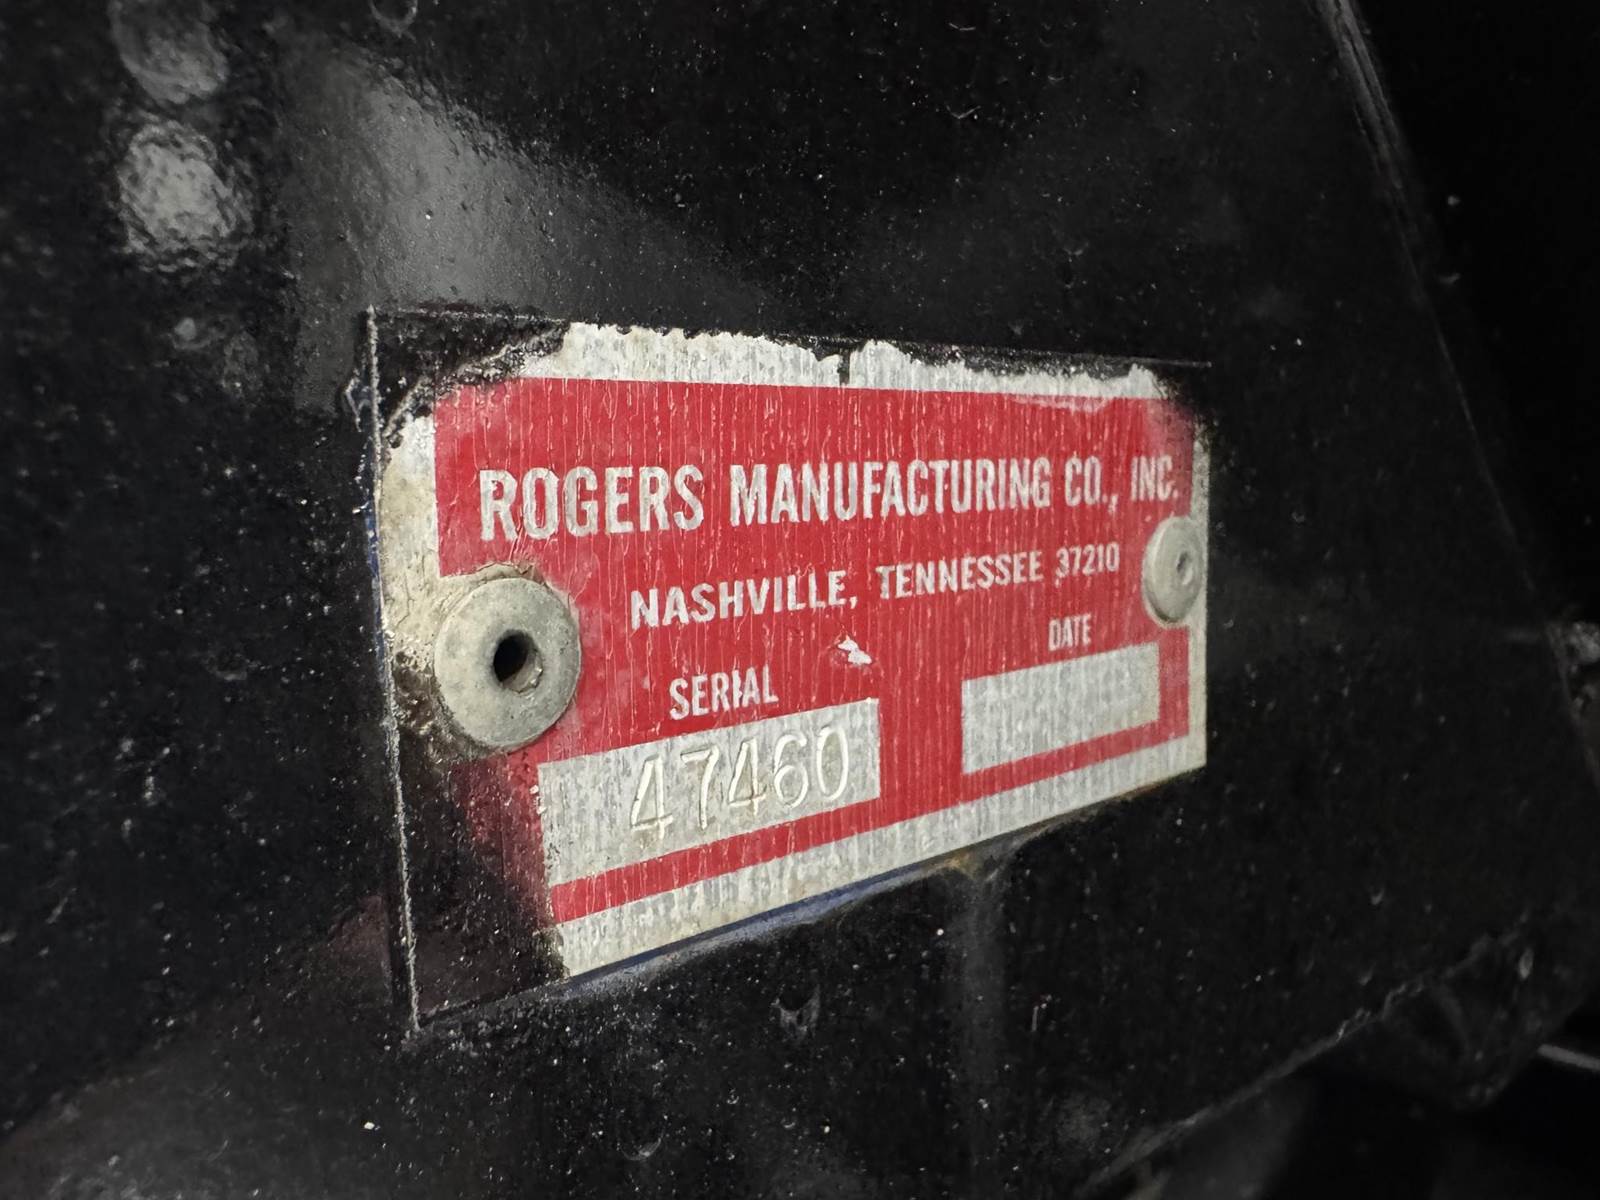 ROGERS MANUFACTURING CO., INC.
NASHVILLE, TENNESSEE 37210
SERIAL DATE
47460